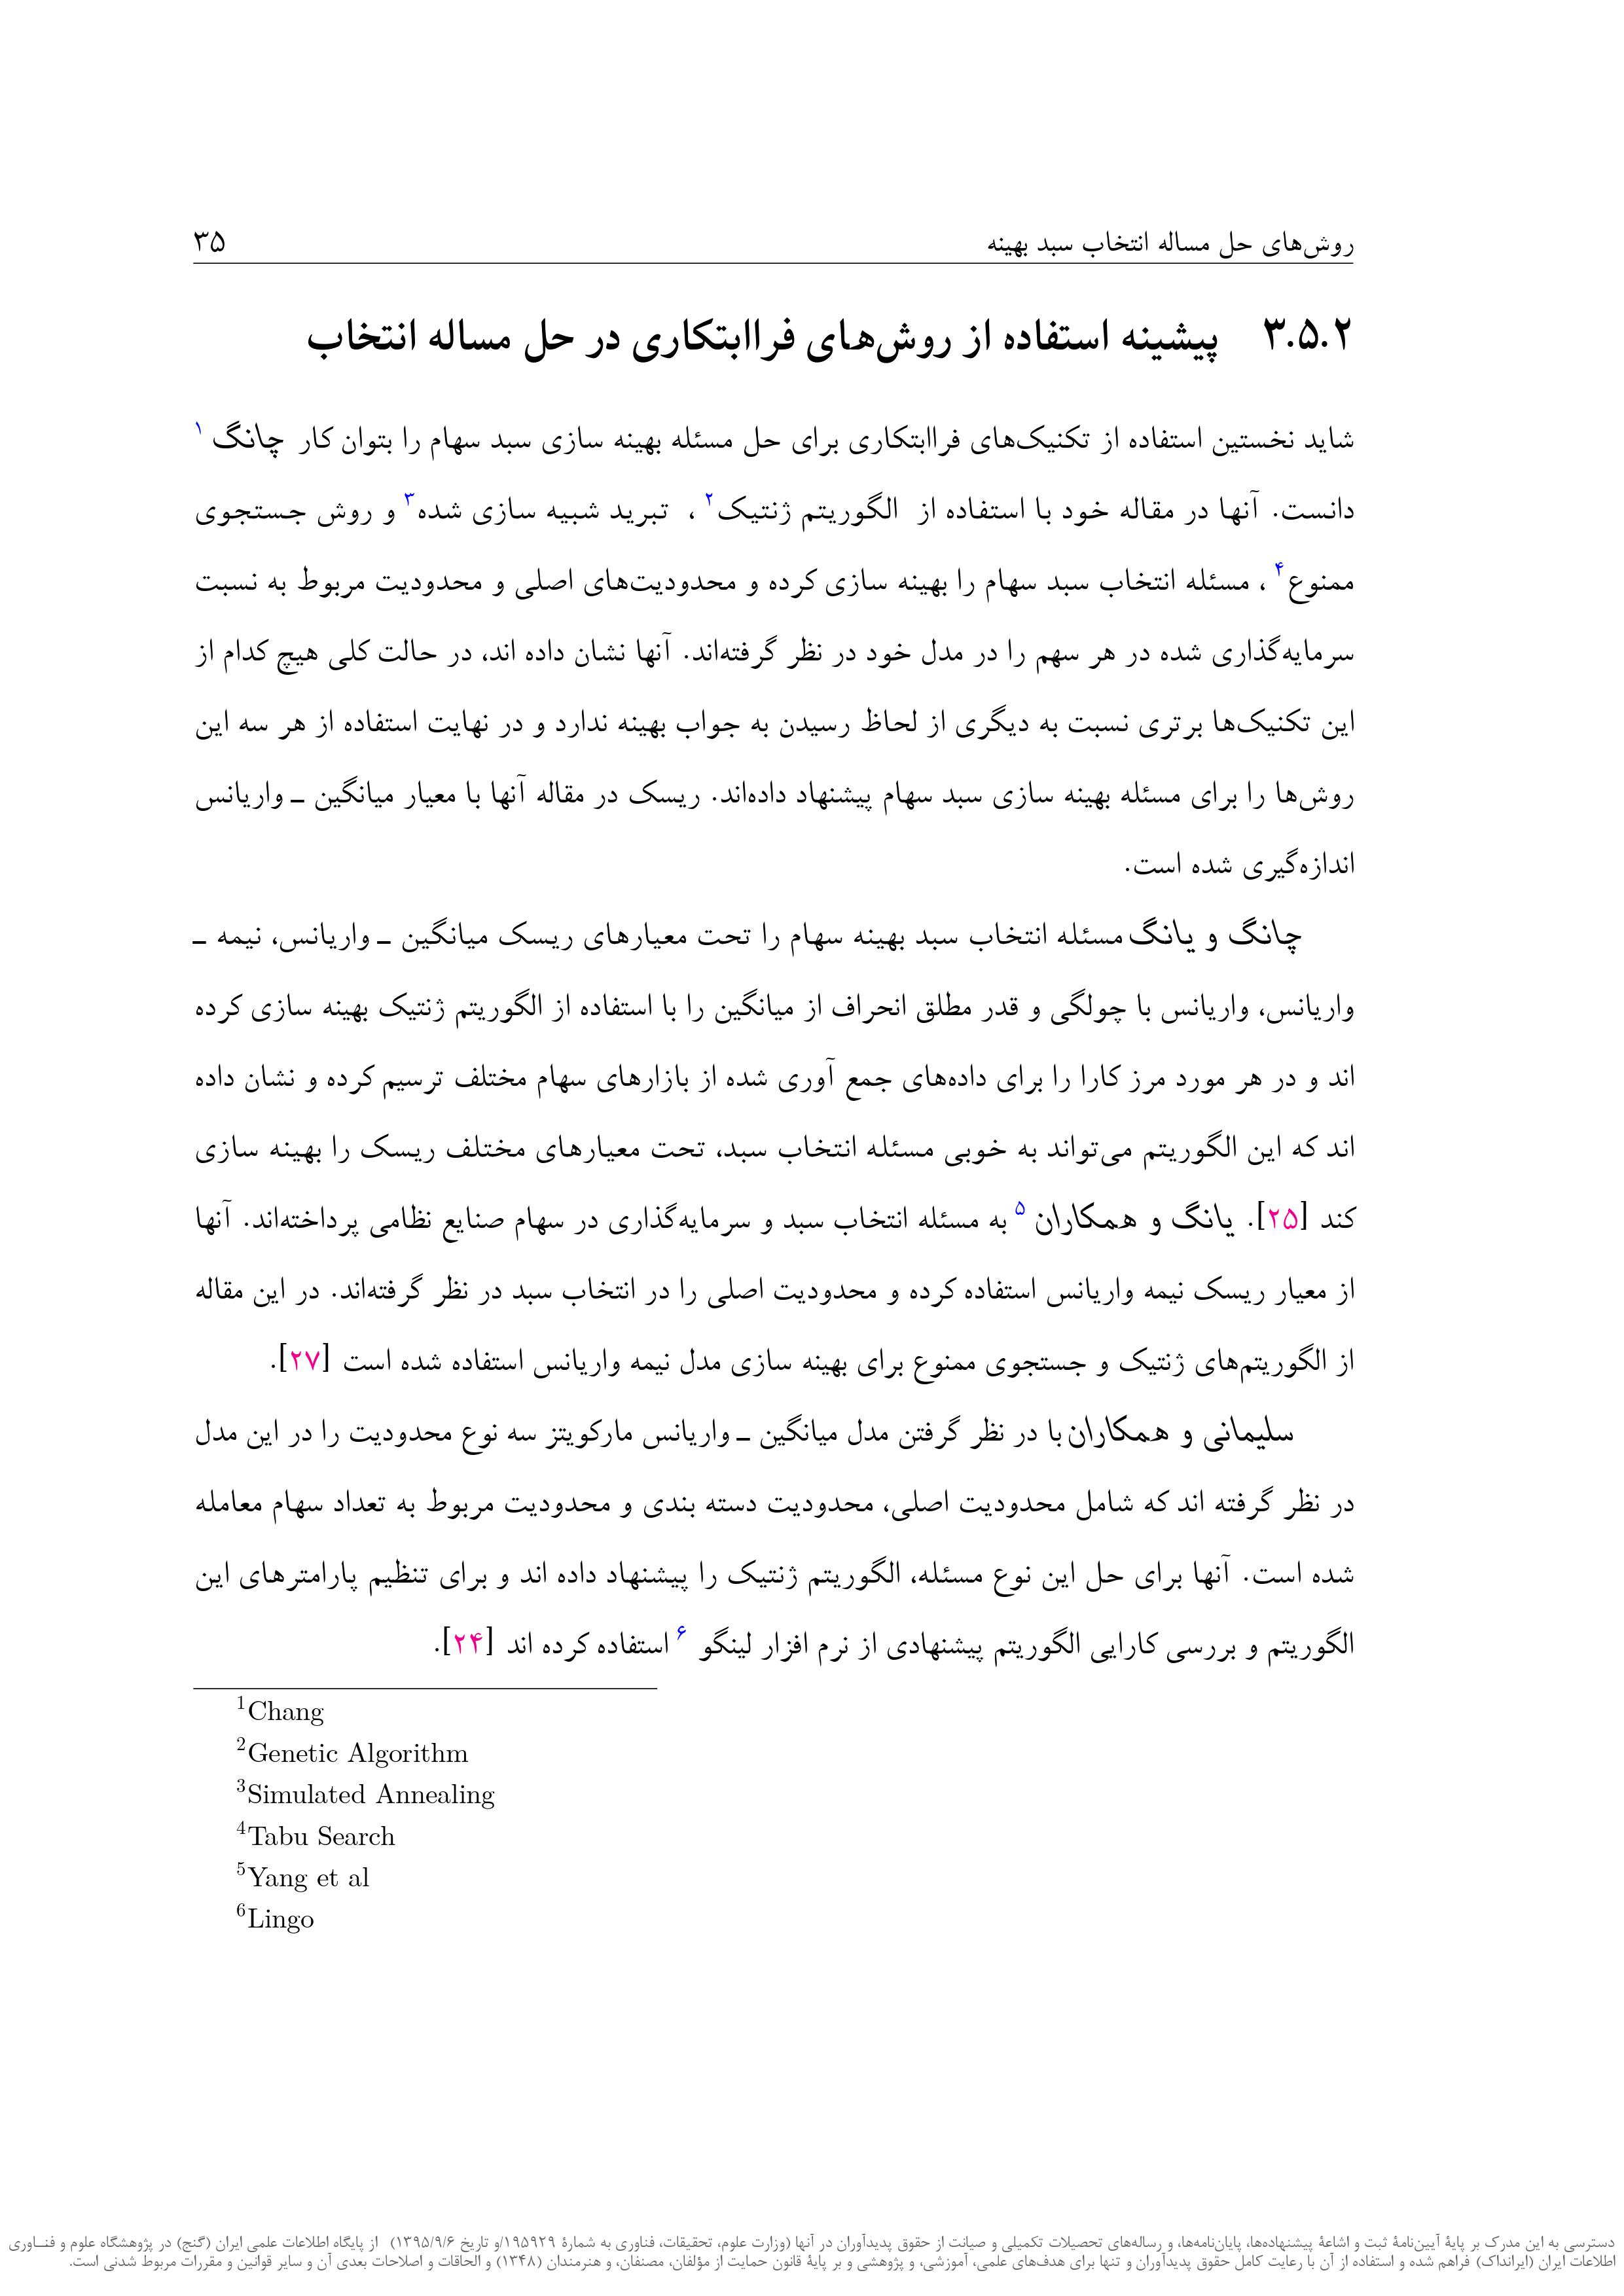 روش‌های حل مساله انتخاب سبد بهینه ۳۵
۳.۵.۲ پیشینه استفاده از روش‌های فراابتکاری در حل مساله انتخاب
شاید نخستین استفاده از تکنیک‌های فراابتکاری برای حل مسئله بهینه سازی سبد سهام را بتوان کار چانگ ۱
دانست. آنها در مقاله خود با استفاده از الگوریتم ژنتیک۲ ، تبرید شبیه سازی شده۳ و روش جستجوی
ممنوع۴ ، مسئله انتخاب سبد سهام را بهینه سازی کرده و محدودیت‌های اصلی و محدودیت مربوط به نسبت
سرمایه‌گذاری شده در هر سهم را در مدل خود در نظر گرفته‌اند. آنها نشان داده اند، در حالت کلی هیچ کدام از
این تکنیک‌ها برتری نسبت به دیگری از لحاظ رسیدن به جواب بهینه ندارد و در نهایت استفاده از هر سه این
روش‌ها را برای مسئله بهینه سازی سبد سهام پیشنهاد داده‌اند. ریسک در مقاله آنها با معیار میانگین ـ واریانس
اندازه‌گیری شده است.
چانگ و یانگ مسئله انتخاب سبد بهینه سهام را تحت معیارهای ریسک میانگین ـ واریانس، نیمه ـ
واریانس، واریانس با چولگی و قدر مطلق انحراف از میانگین را با استفاده از الگوریتم ژنتیک بهینه سازی کرده
اند و در هر مورد مرز کارا را برای داده‌های جمع آوری شده از بازارهای سهام مختلف ترسیم کرده و نشان داده
اند که این الگوریتم می‌تواند به خوبی مسئله انتخاب سبد، تحت معیارهای مختلف ریسک را بهینه سازی
کند [۲۵]. یانگ و همکاران ۵ به مسئله انتخاب سبد و سرمایه‌گذاری در سهام صنایع نظامی پرداخته‌اند. آنها
از معیار ریسک نیمه واریانس استفاده کرده و محدودیت اصلی را در انتخاب سبد در نظر گرفته‌اند. در این مقاله
از الگوریتم‌های ژنتیک و جستجوی ممنوع برای بهینه سازی مدل نیمه واریانس استفاده شده است [۲۷].
سلیمانی و همکاران با در نظر گرفتن مدل میانگین ـ واریانس مارکویتز سه نوع محدودیت را در این مدل
در نظر گرفته اند که شامل محدودیت اصلی، محدودیت دسته بندی و محدودیت مربوط به تعداد سهام معامله
شده است. آنها برای حل این نوع مسئله، الگوریتم ژنتیک را پیشنهاد داده اند و برای تنظیم پارامترهای این
الگوریتم و بررسی کارایی الگوریتم پیشنهادی از نرم افزار لینگو ۶ استفاده کرده اند [۲۴].
1Chang
2Genetic Algorithm
3Simulated Annealing
4Tabu Search
5Yang et al
6Lingo
دسترسی به این مدرک بر پایهٔ آیین‌نامهٔ ثبت و اشاعهٔ پیشنهاده‌ها، پایان‌نامه‌ها، و رساله‌های تحصیلات تکمیلی و صیانت از حقوق پدیدآوران در آنها (وزارت علوم، تحقیقات، فناوری به شمارهٔ ۱۹۵۹۲۹/و تاریخ ۱۳۹۵/۹/۶) از پایگاه اطلاعات علمی ایران (گنج) در پژوهشگاه علوم و فنــاوری
اطلاعات ایران (ایرانداک) فراهم شده و استفاده از آن با رعایت کامل حقوق پدیدآوران و تنها برای هدف‌های علمی، آموزشی، و پژوهشی و بر پایهٔ قانون حمایت از مؤلفان، مصنفان، و هنرمندان (۱۳۴۸) و الحاقات و اصلاحات بعدی آن و سایر قوانین و مقررات مربوط شدنی است.